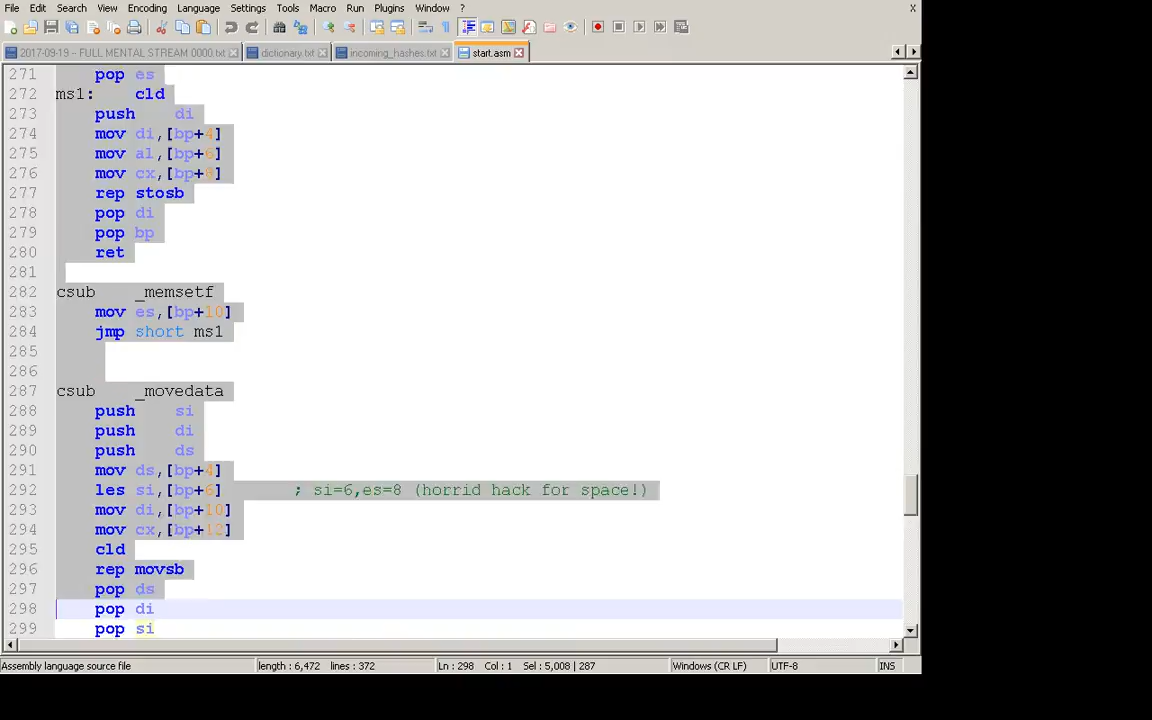 File Edit Search View Encoding Language Settings Tools Macro Run Plugins Window ? X
2017-09-19 – FULL MENTAL STREAM 0000.txt dictionary.txt incoming_hashes.txt start.asm
271 pop es
272 ms1: cld
273 push di
274 mov di,[bp+4]
275 mov al,[bp+6]
276 mov cx,[bp+8]
277 rep stosb
278 pop di
279 pop bp
280 ret
281
282 csub _memsetf
283 mov es,[bp+10]
284 jmp short ms1
285
286
287 csub _movedata
288 push si
289 push di
290 push ds
291 mov ds,[bp+4]
292 les si,[bp+6] ; si=6,es=8 (horrid hack for space!)
293 mov di,[bp+10]
294 mov cx,[bp+12]
295 cld
296 rep movsb
297 pop ds
298 pop di
299 pop si
Assembly language source file length : 6,472 lines : 372 Ln : 298 Col : 1 Sel : 5,008 | 287 Windows (CR LF) UTF-8 INS